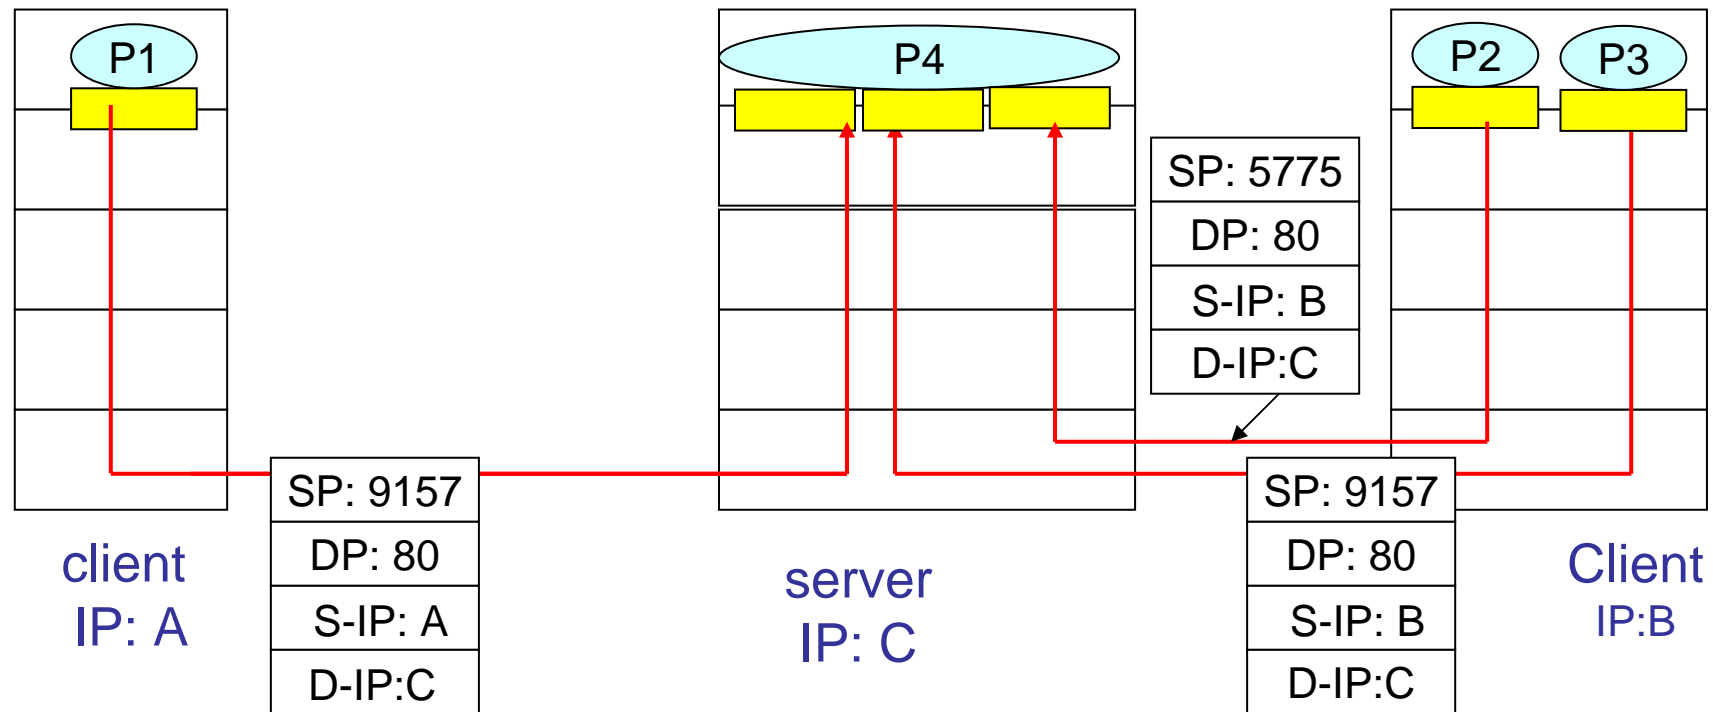 P1
P4
P2
P3
SP: 5775
DP: 80
S-IP: B
D-IP:C
SP: 9157
DP: 80
S-IP: A
D-IP:C
SP: 9157
DP: 80
S-IP: B
D-IP:C
client
IP: A
server
IP: C
Client
IP:B